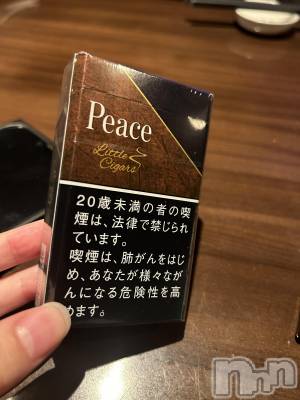 Peace
Little
Cigars
20歳未満の者の喫
煙は、法律で禁じられ
ています。
喫煙は、肺がんをはじ
め、あなたが様々なが
んになる危険性を高
めます。
nnn